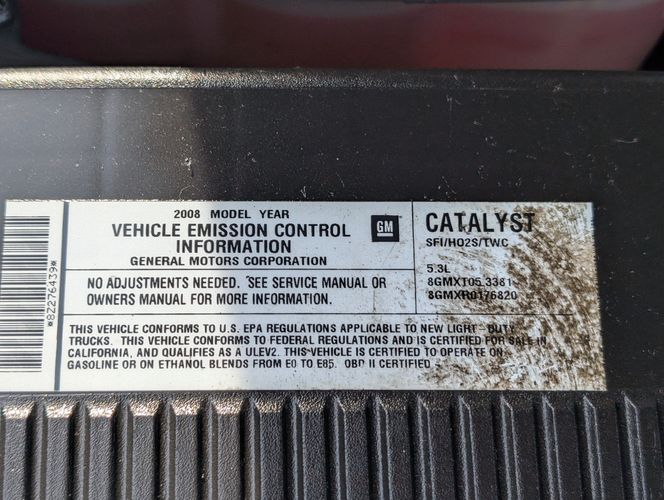 *8Z276439*
2008 MODEL YEAR
VEHICLE EMISSION CONTROL
INFORMATION
GENERAL MOTORS CORPORATION
GM
NO ADJUSTMENTS NEEDED. SEE SERVICE MANUAL OR
OWNERS MANUAL FOR MORE INFORMATION.
CATALYST
SFI/HO2S/TWC
5.3L
8GMXT05.3381
8GMXR0176820
THIS VEHICLE CONFORMS TO U.S. EPA REGULATIONS APPLICABLE TO NEW LIGHT-DUTY
TRUCKS. THIS VEHICLE CONFORMS TO FEDERAL REGULATIONS AND IS CERTIFIED FOR SALE IN
CALIFORNIA, AND QUALIFIES AS A ULEV2. THIS VEHICLE IS CERTIFIED TO OPERATE ON
GASOLINE OR ON ETHANOL BLENDS FROM E0 TO E85. OBD II CERTIFIED